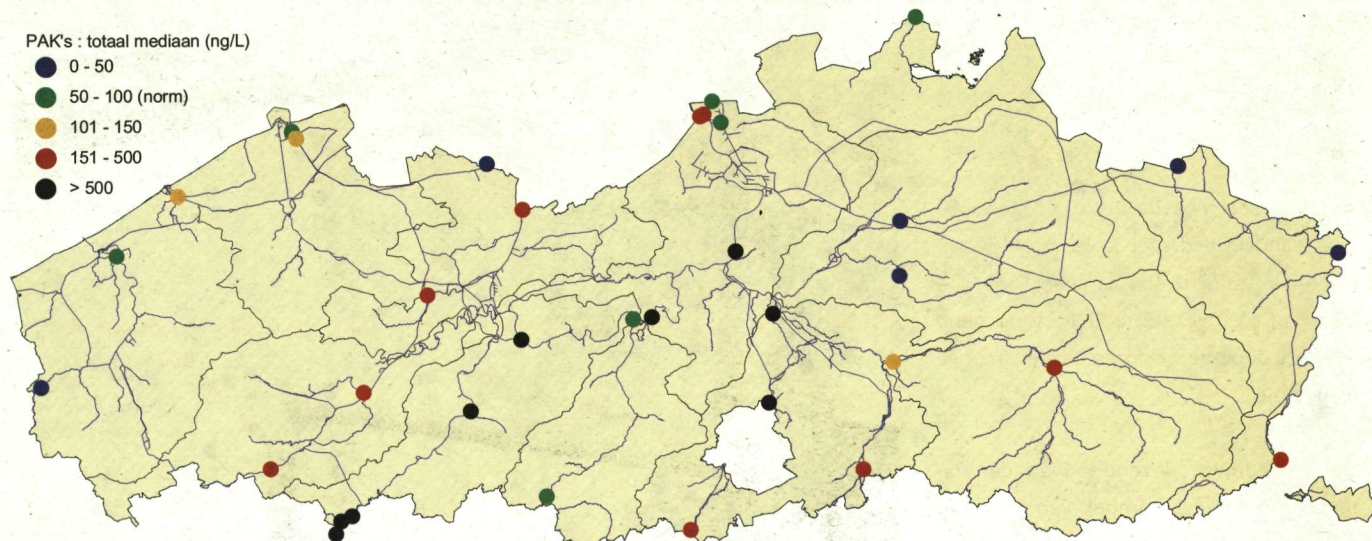 PAK's : totaal mediaan (ng/L)
0 - 50
50 - 100 (norm)
101 - 150
151 - 500
> 500